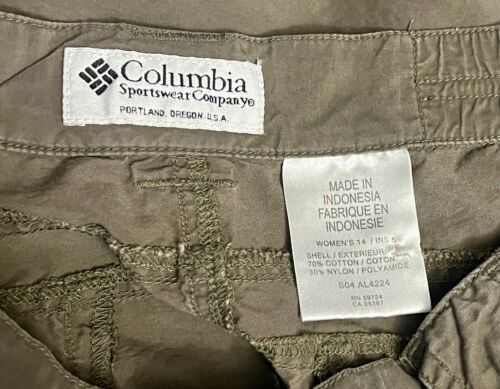 Columbia
Sportswear Company®
PORTLAND, OREGON U.S.A.
MADE IN
INDONESIA
FABRIQUE EN
INDONESIE
WOMEN'S 14 / INS 5
SHELL / EXTERIEUR:
70% COTTON / COTON
30% NYLON / POLYAMIDE
S04 AL4224
RN 69724
CA 05367